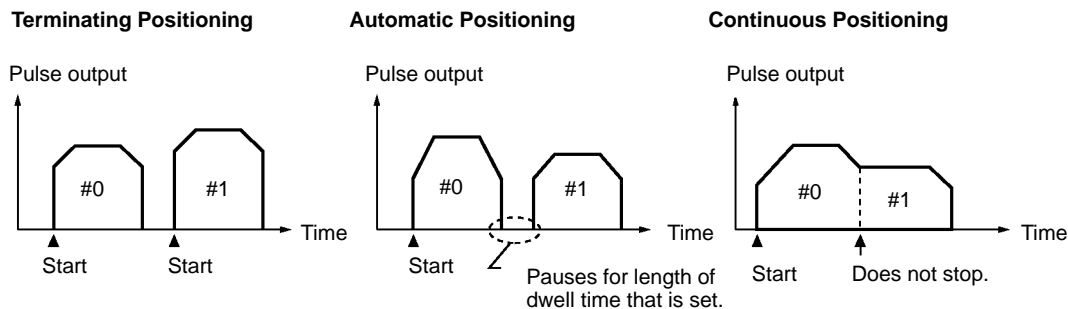 Terminating Positioning
Pulse output
#0
#1
Time
Start
Start
Automatic Positioning
Pulse output
#0
#1
Time
Start
Pauses for length of
dwell time that is set.
Continuous Positioning
Pulse output
#0
#1
Time
Start
Does not stop.